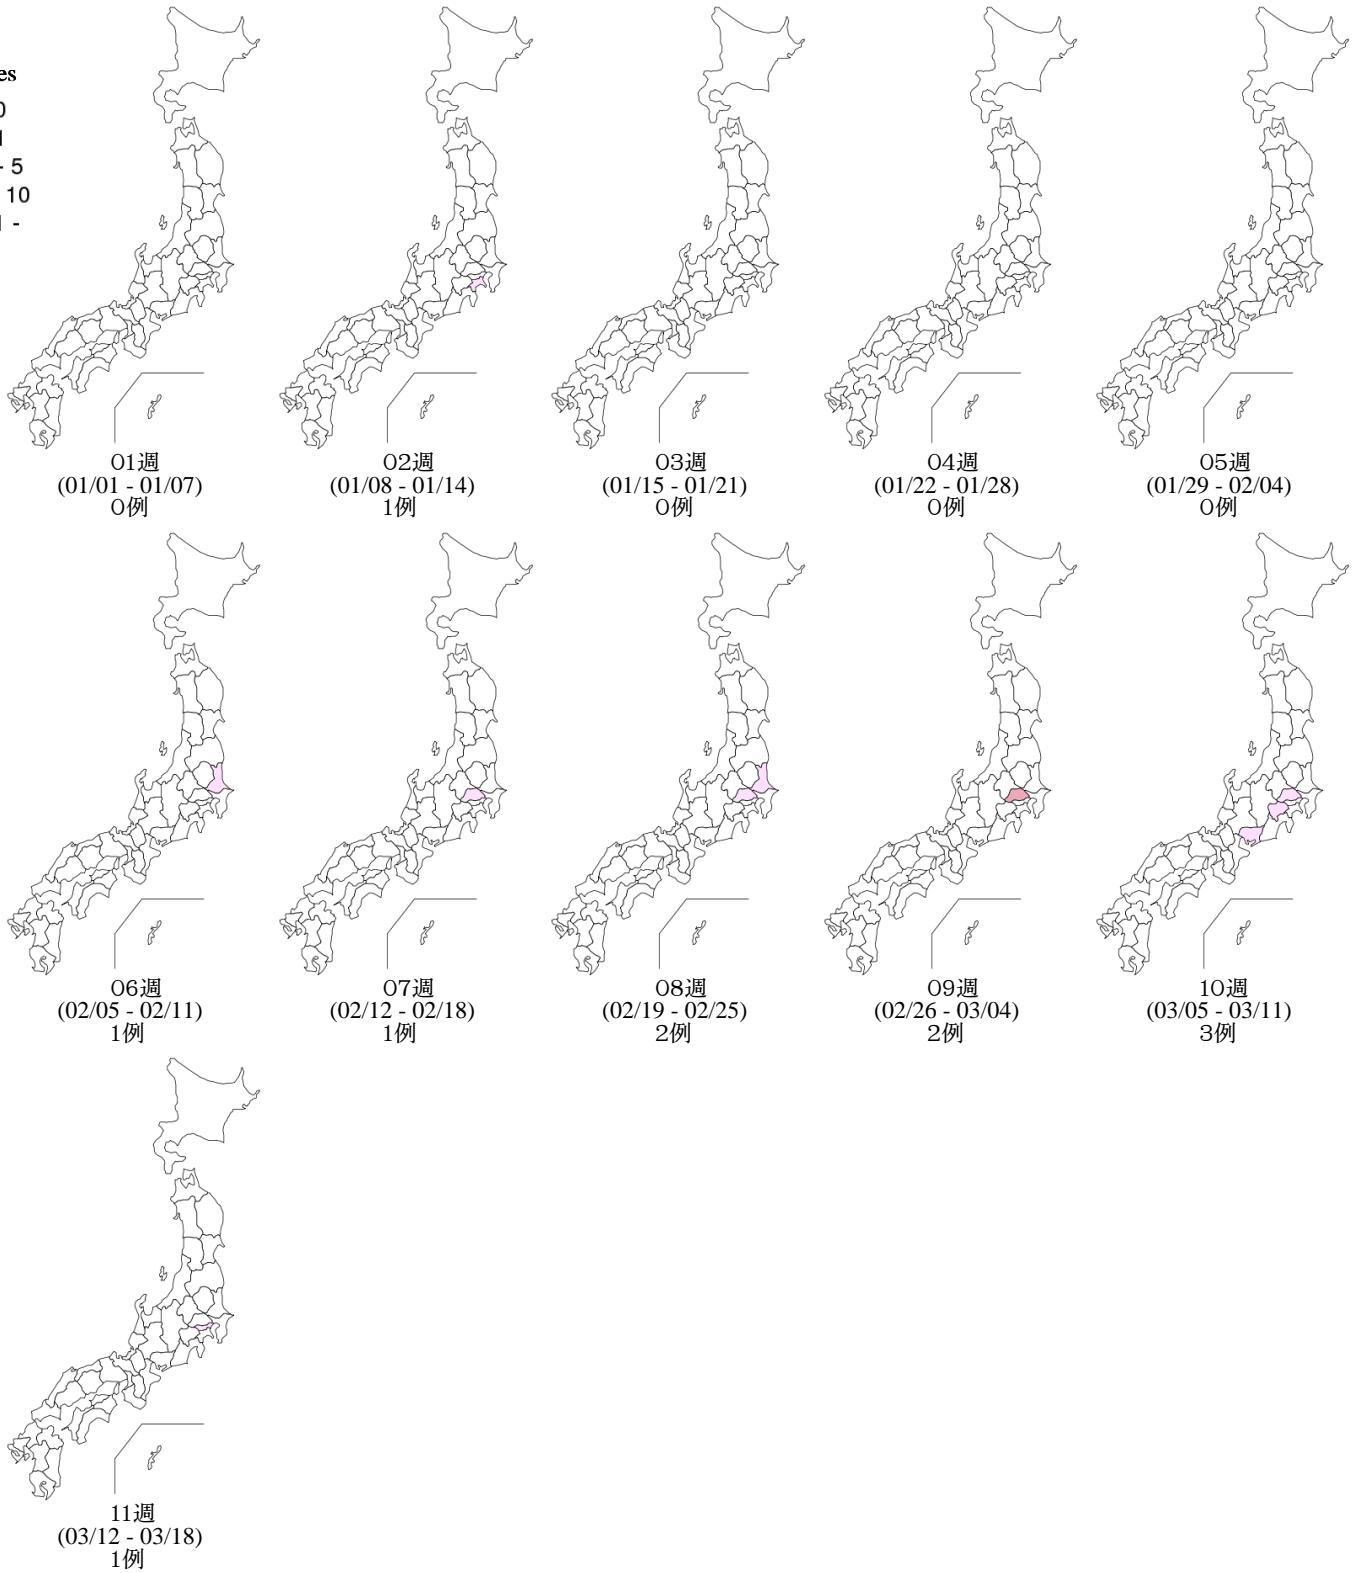 es
0
1
- 5
10
1 -
01週
(01/01 - 01/07)
0例
02週
(01/08 - 01/14)
1例
03週
(01/15 - 01/21)
0例
04週
(01/22 - 01/28)
0例
05週
(01/29 - 02/04)
0例
06週
(02/05 - 02/11)
1例
07週
(02/12 - 02/18)
1例
08週
(02/19 - 02/25)
2例
09週
(02/26 - 03/04)
2例
10週
(03/05 - 03/11)
3例
11週
(03/12 - 03/18)
1例